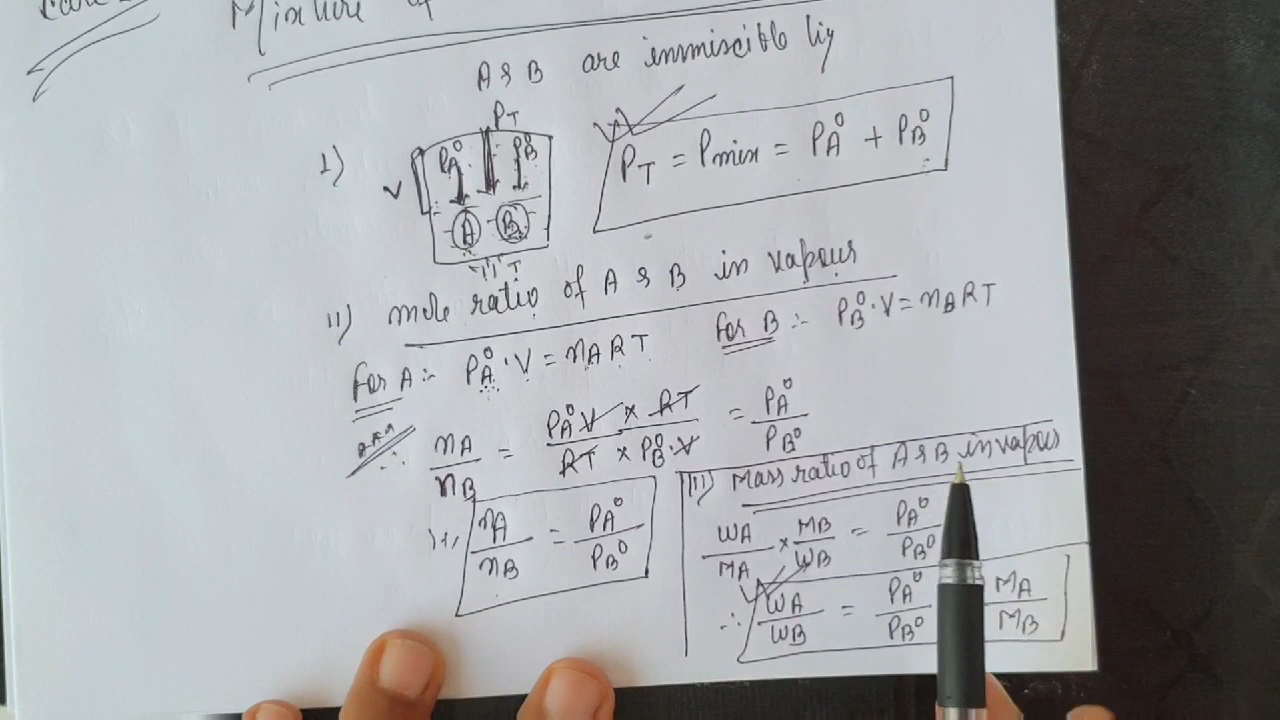 Mixture of
A & B are immiscible liq
I)
PT
PA° PB°
V
A B
T
PT = Pmix = PA° + PB°
II) mole ratio of A & B in vapour
For A :- PA°·V = nART
For B :- PB°·V = nBRT
∴ nA/nB = PA°V × RT / RT × PB°·V = PA°/PB°
nA/nB = PA°/PB°
III) Mass ratio of A & B in vapour
WA/MA × MB/WB = PA°/PB°
∴ WA/WB = PA°/PB° MA/MB